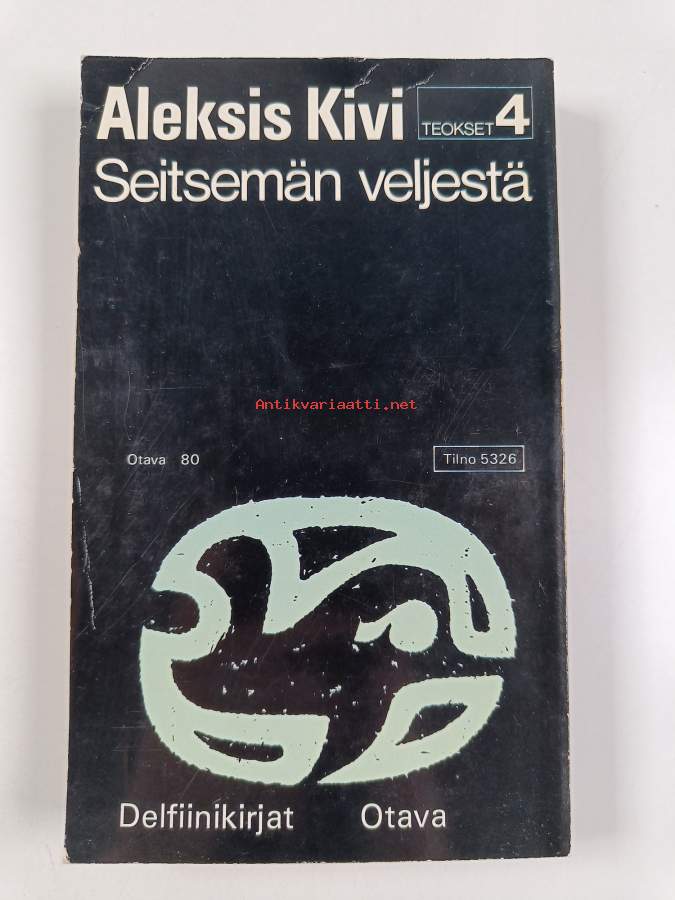 Aleksis Kivi TEOKSET 4
Seitsemän veljestä
Antikvariaatti.net
Otava 80 Tilno 5326
Delfiinikirjat Otava